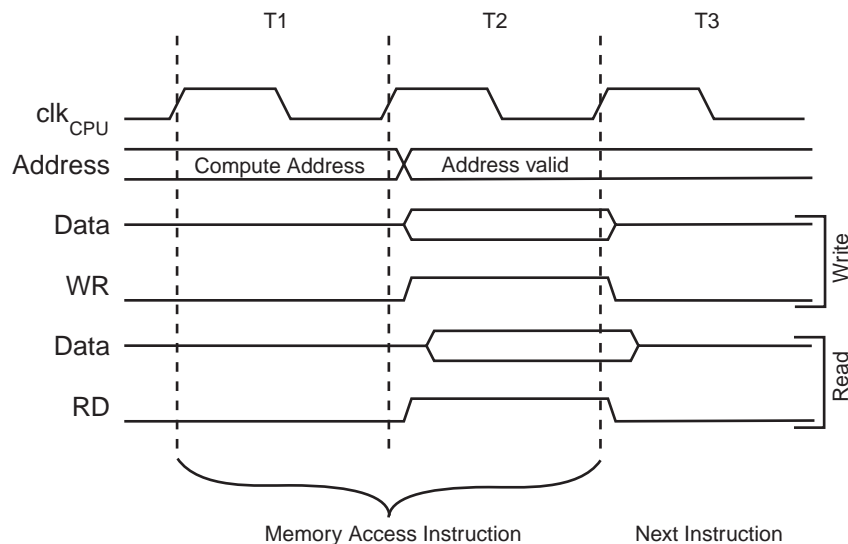 T1 T2 T3
clkCPU
Address Compute Address Address valid
Data
WR
Write
Data
RD
Read
Memory Access Instruction Next Instruction